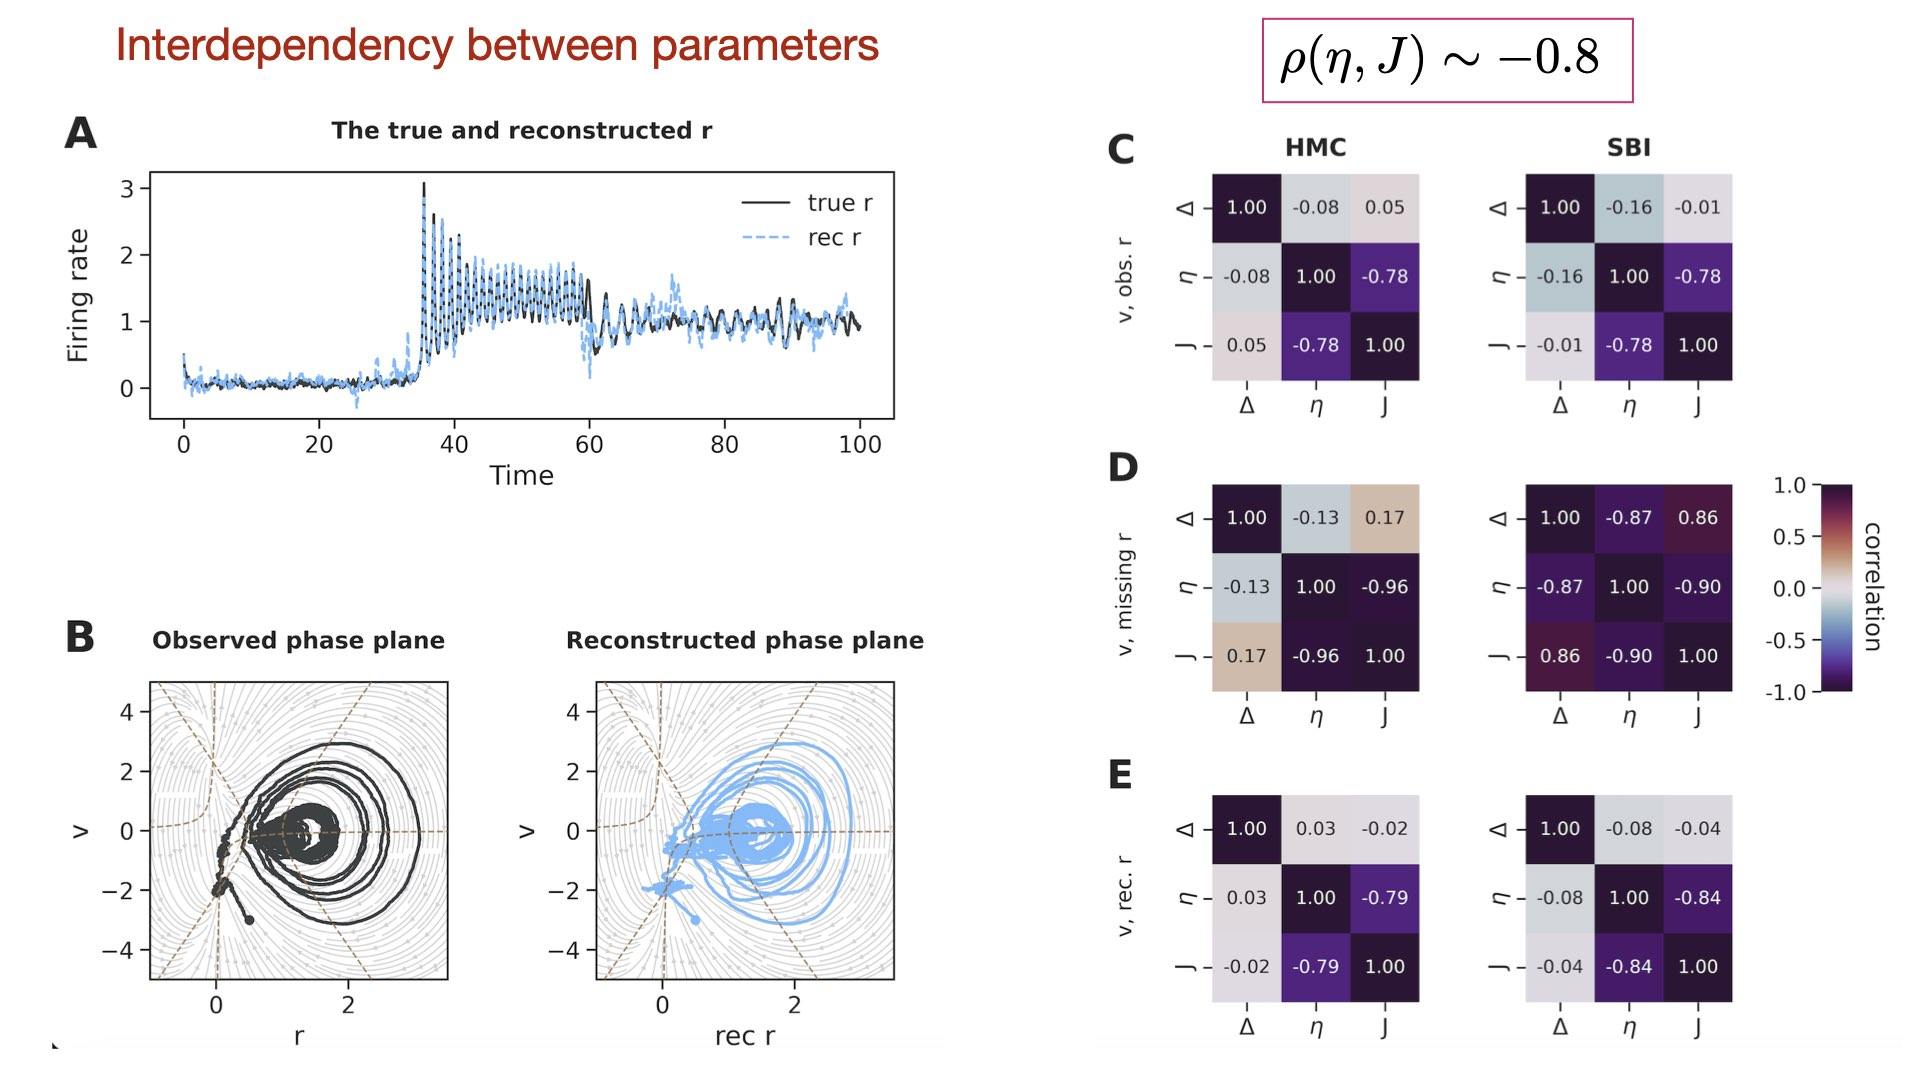 Interdependency between parameters
ρ(η, J) ∼ −0.8
A
The true and reconstructed r
true r
rec r
Firing rate
3
2
1
0
0 20 40 60 80 100
Time
B
Observed phase plane
v
4
2
0
−2
−4
0 2
r
Reconstructed phase plane
v
4
2
0
−2
−4
0 2
rec r
C
HMC
SBI
v, obs. r
Δ 1.00 -0.08 0.05
η -0.08 1.00 -0.78
J 0.05 -0.78 1.00
Δ η J
Δ 1.00 -0.16 -0.01
η -0.16 1.00 -0.78
J -0.01 -0.78 1.00
Δ η J
D
v, missing r
Δ 1.00 -0.13 0.17
η -0.13 1.00 -0.96
J 0.17 -0.96 1.00
Δ η J
Δ 1.00 -0.87 0.86
η -0.87 1.00 -0.90
J 0.86 -0.90 1.00
Δ η J
1.0
0.5
0.0
-0.5
-1.0
correlation
E
v, rec. r
Δ 1.00 0.03 -0.02
η 0.03 1.00 -0.79
J -0.02 -0.79 1.00
Δ η J
Δ 1.00 -0.08 -0.04
η -0.08 1.00 -0.84
J -0.04 -0.84 1.00
Δ η J